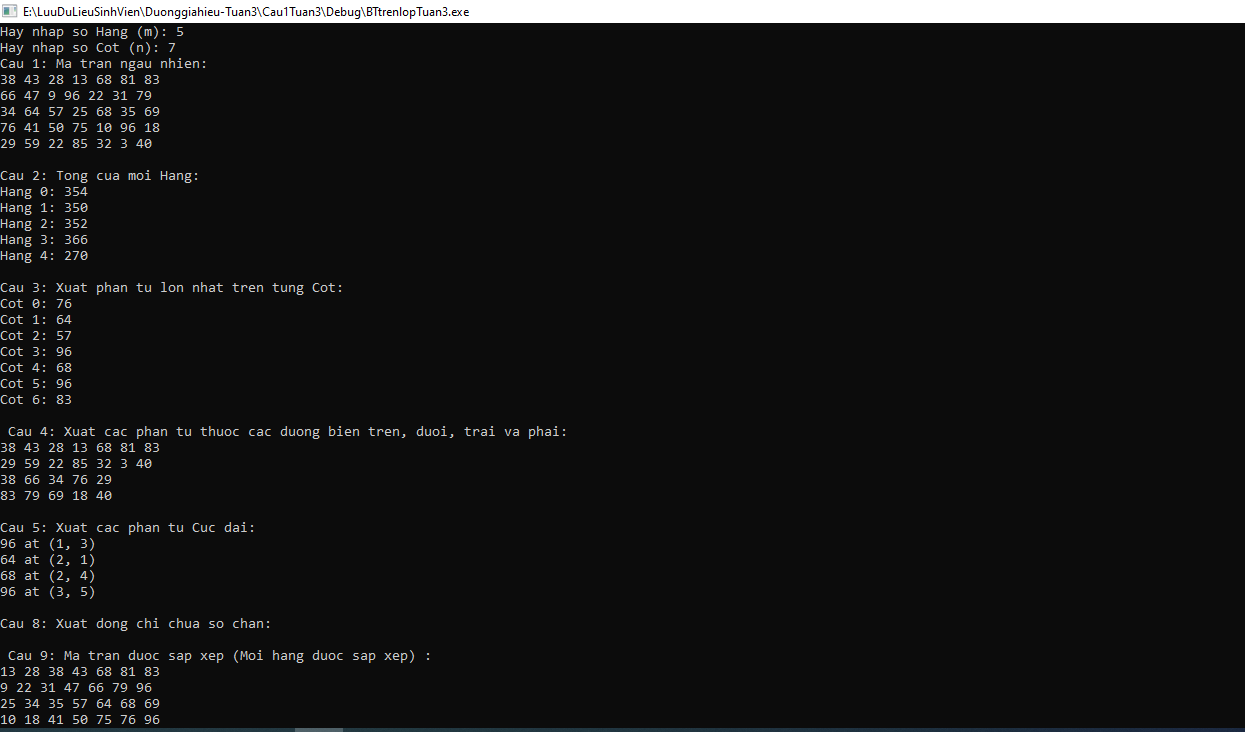 E:\LuuDuLieuSinhVien\Duonggiahieu-Tuan3\Cau1Tuan3\Debug\BTtrenlopTuan3.exe
Hay nhap so Hang (m): 5
Hay nhap so Cot (n): 7
Cau 1: Ma tran ngau nhien:
38 43 28 13 68 81 83
66 47 9 96 22 31 79
34 64 57 25 68 35 69
76 41 50 75 10 96 18
29 59 22 85 32 3 40
Cau 2: Tong cua moi Hang:
Hang 0: 354
Hang 1: 350
Hang 2: 352
Hang 3: 366
Hang 4: 270
Cau 3: Xuat phan tu lon nhat tren tung Cot:
Cot 0: 76
Cot 1: 64
Cot 2: 57
Cot 3: 96
Cot 4: 68
Cot 5: 96
Cot 6: 83
Cau 4: Xuat cac phan tu thuoc cac duong bien tren, duoi, trai va phai:
38 43 28 13 68 81 83
29 59 22 85 32 3 40
38 66 34 76 29
83 79 69 18 40
Cau 5: Xuat cac phan tu Cuc dai:
96 at (1, 3)
64 at (2, 1)
68 at (2, 4)
96 at (3, 5)
Cau 8: Xuat dong chi chua so chan:
Cau 9: Ma tran duoc sap xep (Moi hang duoc sap xep) :
13 28 38 43 68 81 83
9 22 31 47 66 79 96
25 34 35 57 64 68 69
10 18 41 50 75 76 96